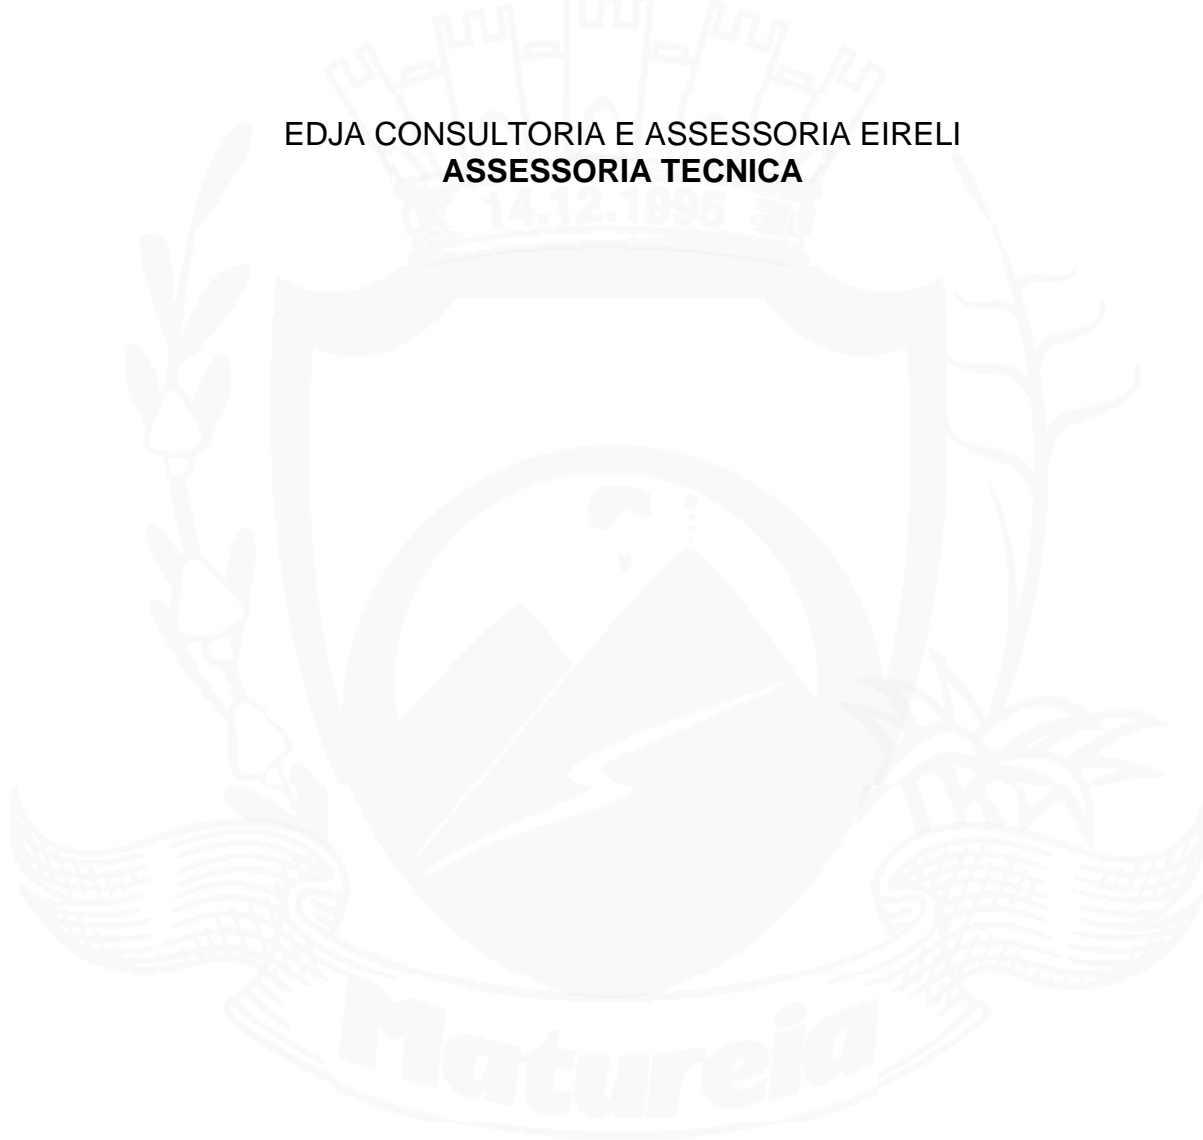 EDJA CONSULTORIA E ASSESSORIA EIRELI
ASSESSORIA TECNICA
14.12.1995
Matureia